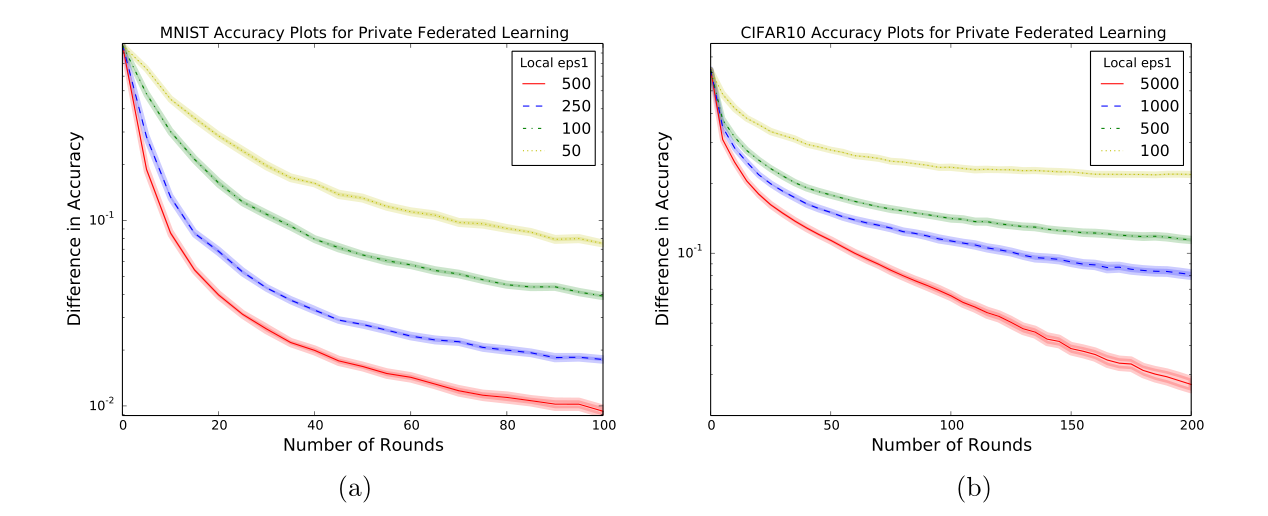 MNIST Accuracy Plots for Private Federated Learning
Local eps1
500
250
100
50
Difference in Accuracy
10^-1
10^-2
0 20 40 60 80 100
Number of Rounds
(a)
CIFAR10 Accuracy Plots for Private Federated Learning
Local eps1
5000
1000
500
100
Difference in Accuracy
10^-1
0 50 100 150 200
Number of Rounds
(b)